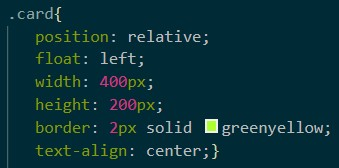 .card{
position: relative;
float: left;
width: 400px;
height: 200px;
border: 2px solid greenyellow;
text-align: center;}